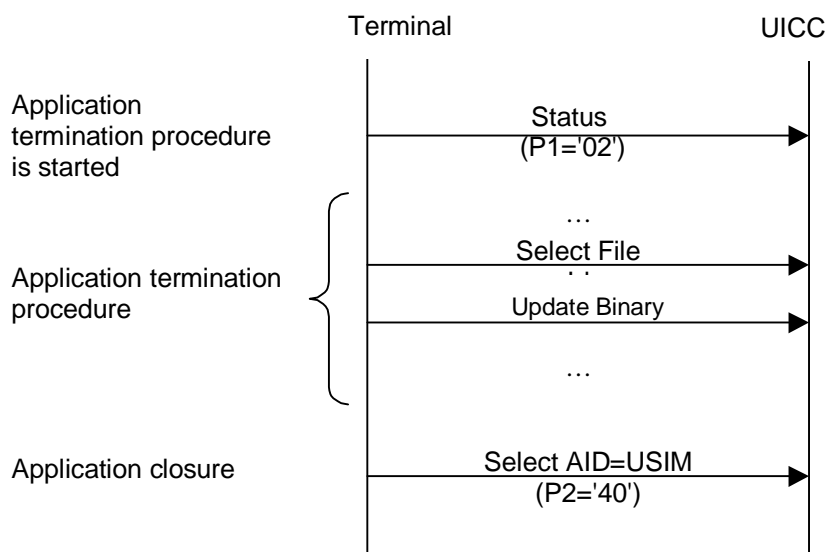 Terminal
UICC
Application
termination procedure
is started
Status
(P1='02')
...
Select File
. .
Application termination
procedure
Update Binary
...
Application closure
Select AID=USIM
(P2='40')